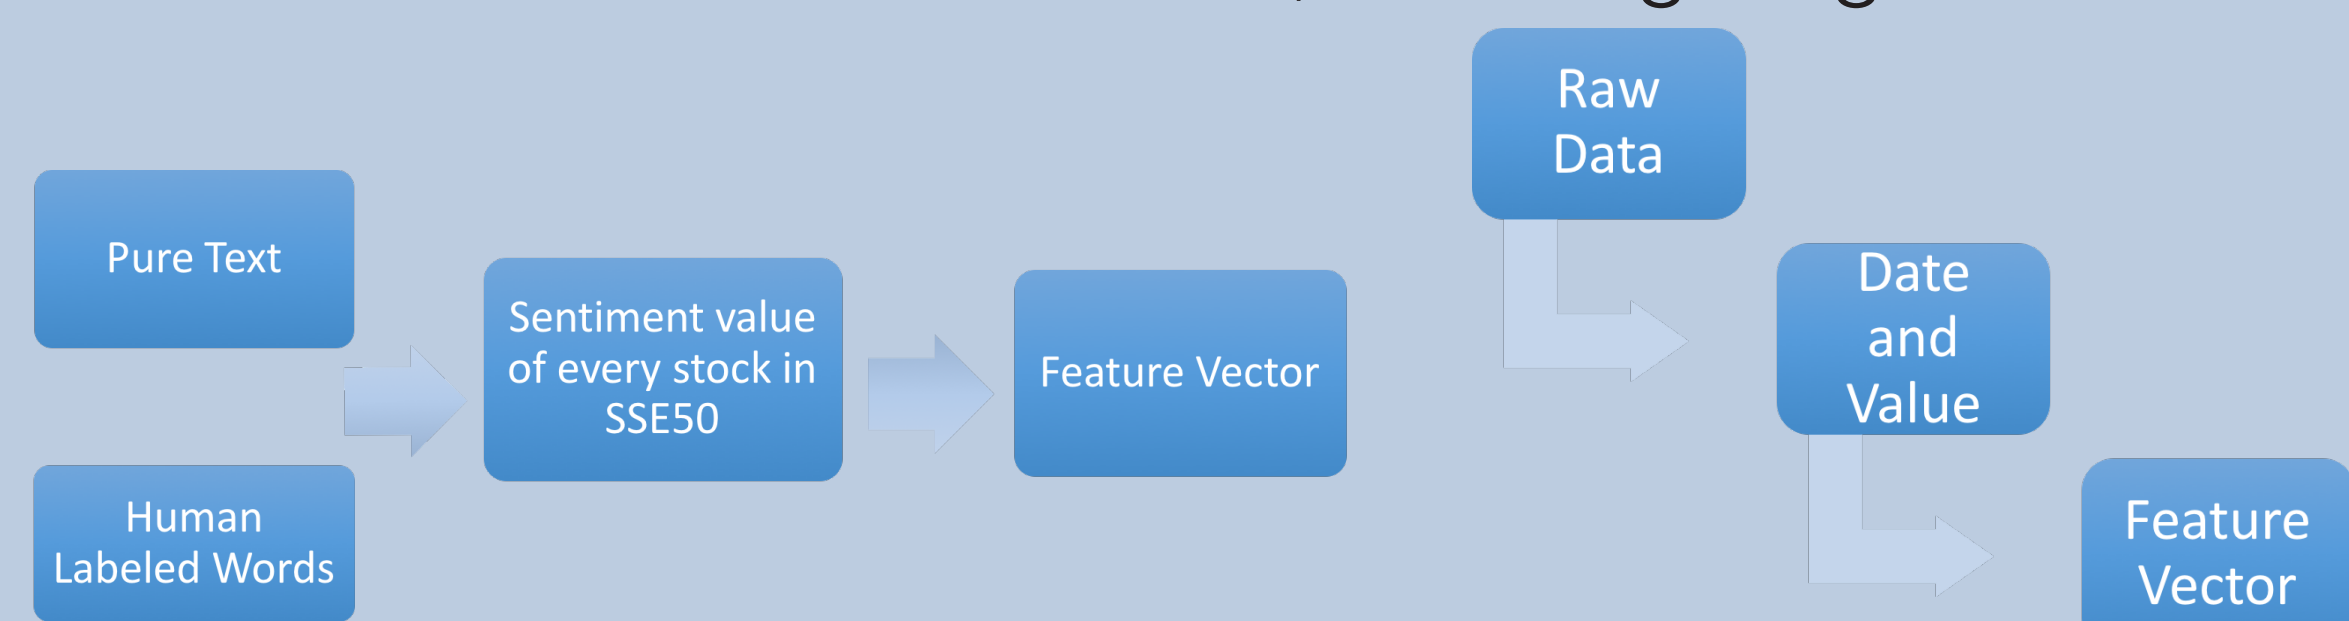 Pure Text
Human
Labeled Words
Sentiment value
of every stock in
SSE50
Feature Vector
Raw
Data
Date
and
Value
Feature
Vector